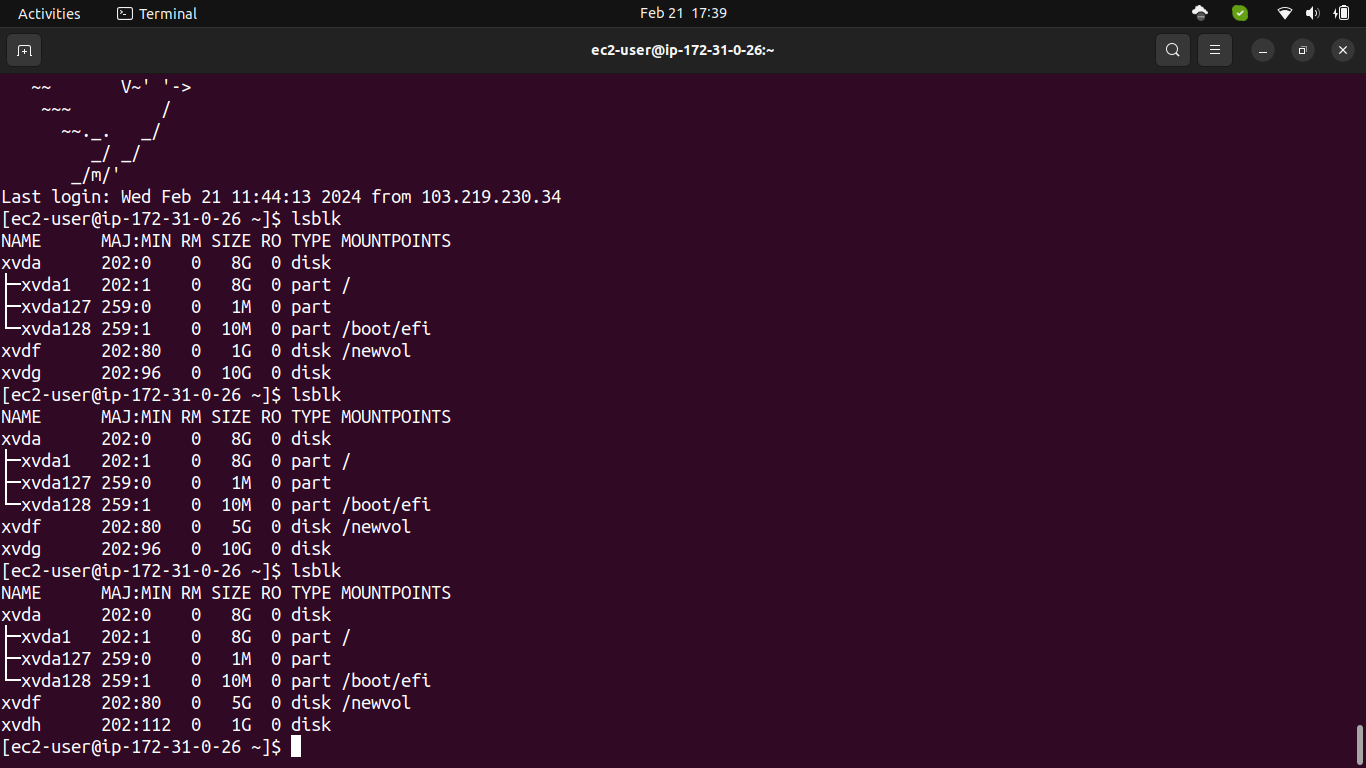 Activities Terminal Feb 21 17:39
ec2-user@ip-172-31-0-26:~
   ~~       V~' '->
    ~~~         /
      ~~._.   _/
         _/ _/
       _/m/'
Last login: Wed Feb 21 11:44:13 2024 from 103.219.230.34
[ec2-user@ip-172-31-0-26 ~]$ lsblk
NAME      MAJ:MIN RM SIZE RO TYPE MOUNTPOINTS
xvda      202:0    0   8G  0 disk
├─xvda1   202:1    0   8G  0 part /
├─xvda127 259:0    0   1M  0 part
└─xvda128 259:1    0  10M  0 part /boot/efi
xvdf      202:80   0   1G  0 disk /newvol
xvdg      202:96   0  10G  0 disk
[ec2-user@ip-172-31-0-26 ~]$ lsblk
NAME      MAJ:MIN RM SIZE RO TYPE MOUNTPOINTS
xvda      202:0    0   8G  0 disk
├─xvda1   202:1    0   8G  0 part /
├─xvda127 259:0    0   1M  0 part
└─xvda128 259:1    0  10M  0 part /boot/efi
xvdf      202:80   0   5G  0 disk /newvol
xvdg      202:96   0  10G  0 disk
[ec2-user@ip-172-31-0-26 ~]$ lsblk
NAME      MAJ:MIN RM SIZE RO TYPE MOUNTPOINTS
xvda      202:0    0   8G  0 disk
├─xvda1   202:1    0   8G  0 part /
├─xvda127 259:0    0   1M  0 part
└─xvda128 259:1    0  10M  0 part /boot/efi
xvdf      202:80   0   5G  0 disk /newvol
xvdh      202:112  0   1G  0 disk
[ec2-user@ip-172-31-0-26 ~]$